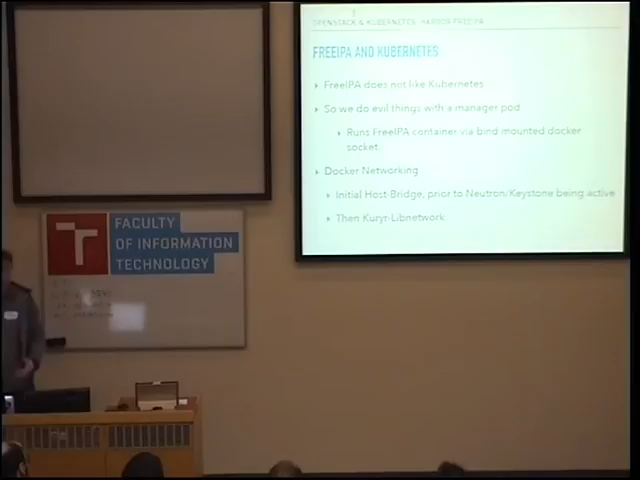 OPENSTACK & KUBERNETES: HARBOR FREEIPA
FREEIPA AND KUBERNETES
FreeIPA does not like Kubernetes
So we do evil things with a manager pod
Runs FreeIPA container via bind mounted docker
socket.
Docker Networking
Initial Host-Bridge, prior to Neutron/Keystone being active
Then Kuryr-Libnetwork
FACULTY
OF INFORMATION
TECHNOLOGY